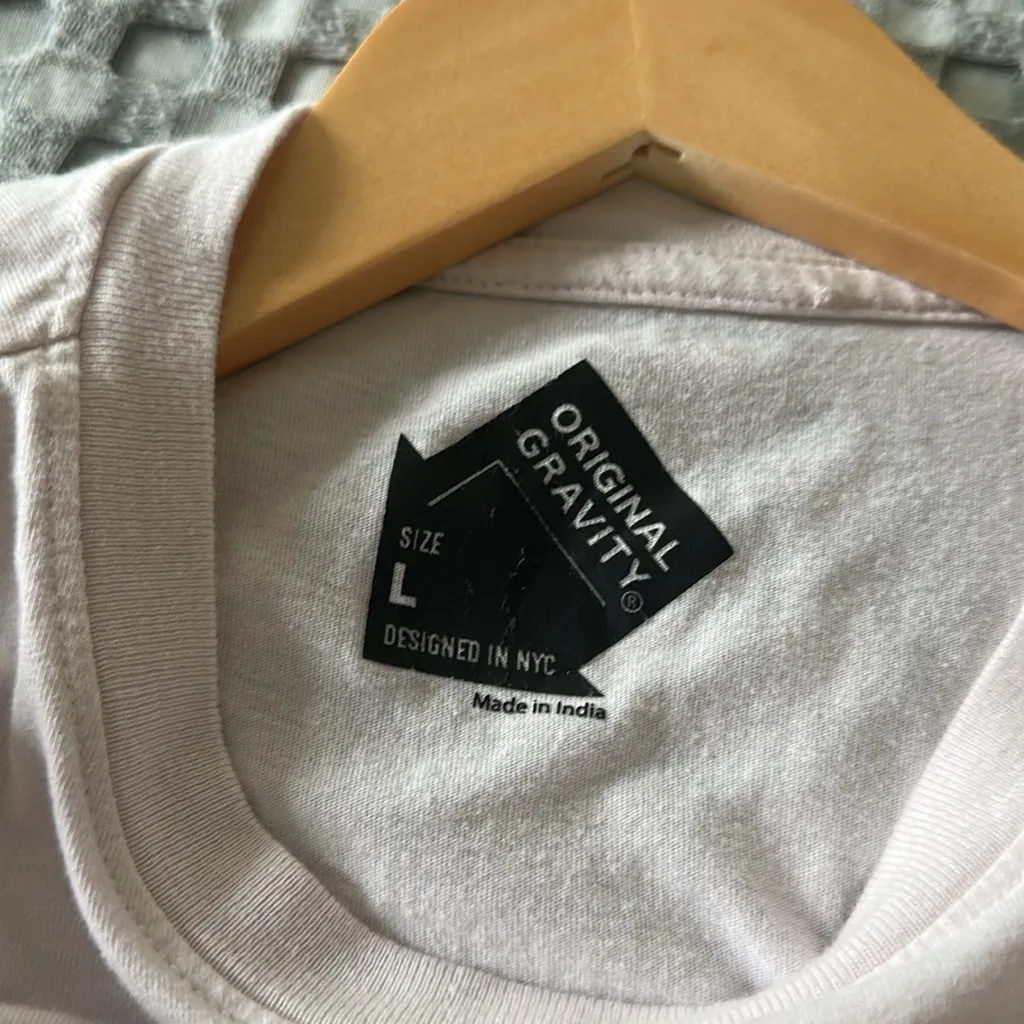 ORIGINAL
GRAVITY®
SIZE
L
DESIGNED IN NYC
Made in India